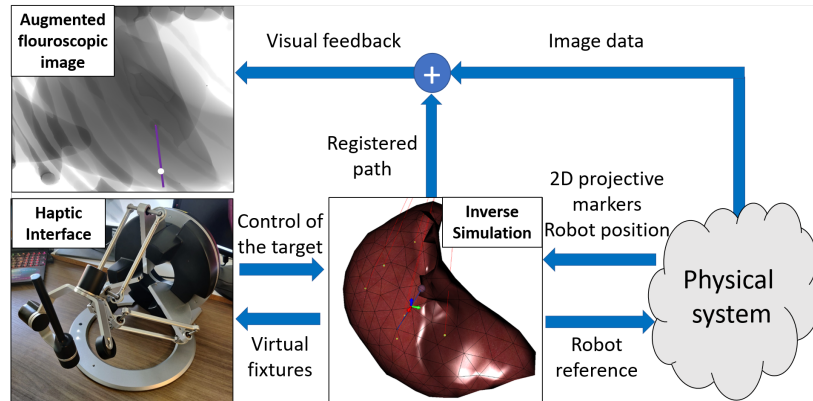 Augmented
flouroscopic
image
Visual feedback
Image data
+
Registered
path
Haptic
Interface
Control of
the target
Inverse
Simulation
2D projective
markers
Robot position
Virtual
fixtures
Robot
reference
Physical
system